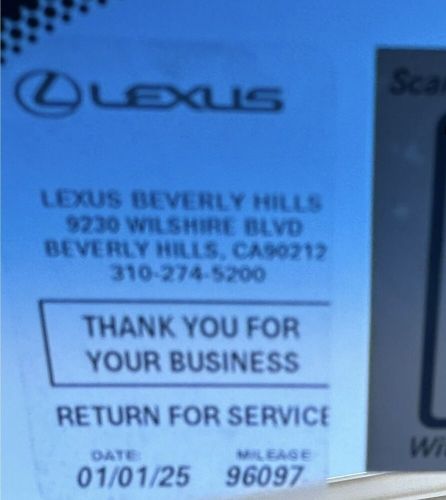 LEXUS
LEXUS BEVERLY HILLS
9230 WILSHIRE BLVD
BEVERLY HILLS, CA90212
310-274-5200
THANK YOU FOR
YOUR BUSINESS
RETURN FOR SERVICE
DATE: MILEAGE
01/01/25 96097